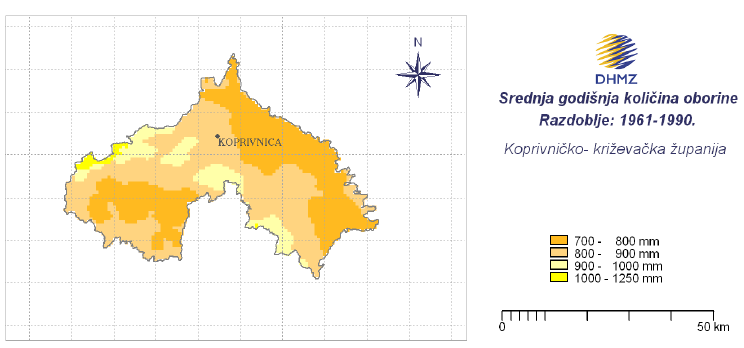 N
KOPRIVNICA
DHMZ
Srednja godišnja količina oborine
Razdoblje: 1961-1990.
Koprivničko- križevačka županija
700 - 800 mm
800 - 900 mm
900 - 1000 mm
1000 - 1250 mm
0 50 km